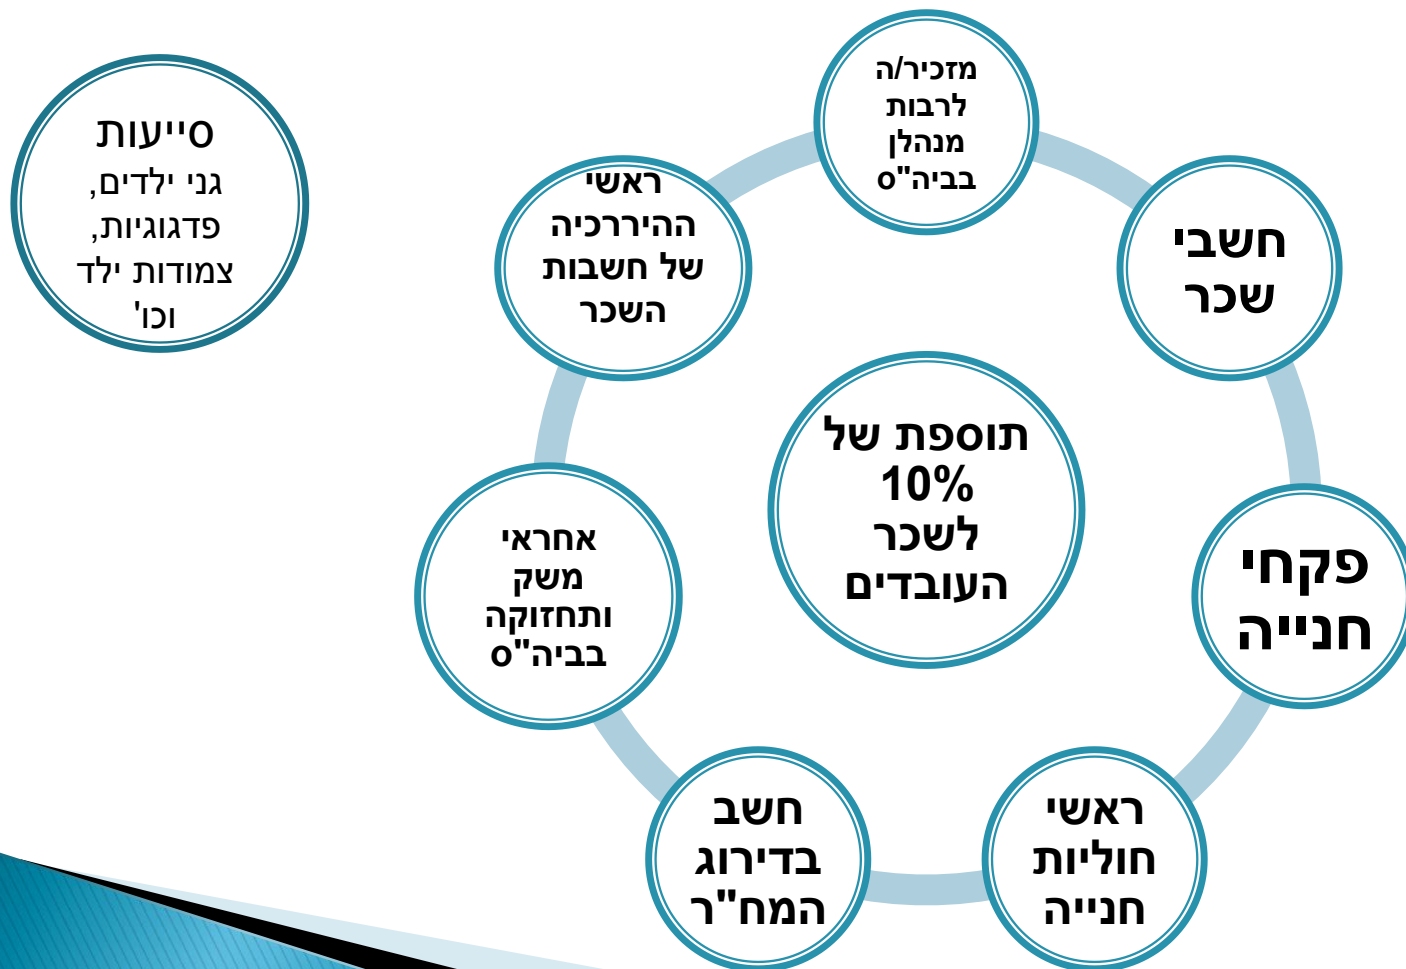 מזכיר/ה
לרבות
מנהלן
בביה"ס
חשבי
שכר
פקחי
חנייה
ראשי
חוליות
חנייה
חשב
בדירוג
המח"ר
אחראי
משק
ותחזוקה
בביה"ס
ראשי
ההיררכיה
של חשבות
השכר
תוספת של
10%
לשכר
העובדים
סייעות
גני ילדים,
פדגוגיות,
צמודות ילד
וכו'